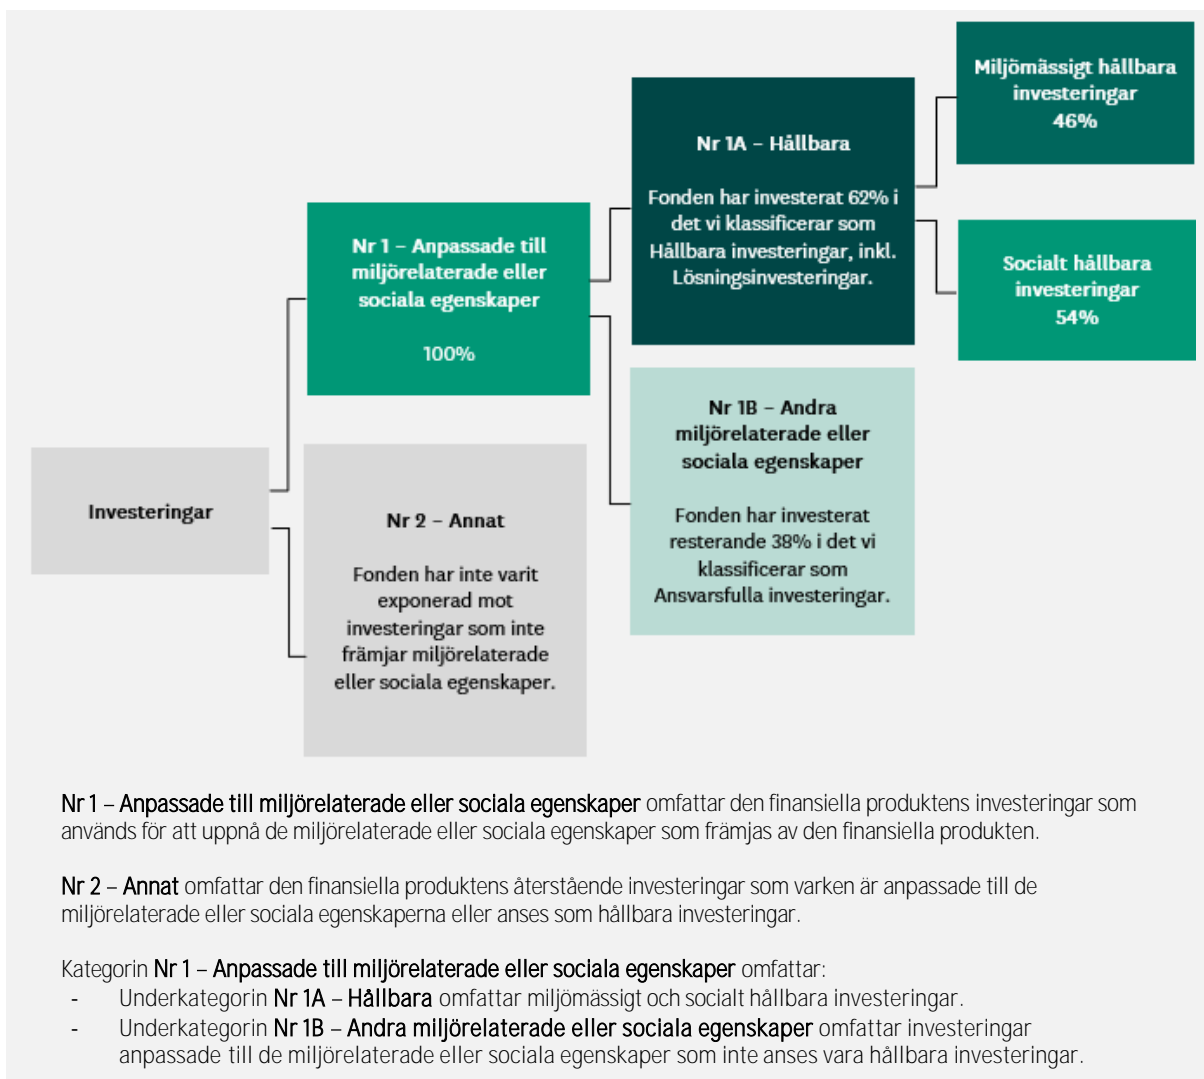 Miljömässigt hållbara
investeringar
46%
Nr 1A – Hållbara
Fonden har investerat 62% i
det vi klassificerar som
Hållbara investeringar, inkl.
Lösningsinvesteringar.
Nr 1 – Anpassade till
miljörelaterade eller
sociala egenskaper
100%
Socialt hållbara
investeringar
54%
Nr 1B – Andra
miljörelaterade eller
sociala egenskaper
Fonden har investerat
resterande 38% i det vi
klassificerar som
Ansvarsfulla investeringar.
Investeringar
Nr 2 – Annat
Fonden har inte varit
exponerad mot
investeringar som inte
främjar miljörelaterade
eller sociala egenskaper.
Nr 1 – Anpassade till miljörelaterade eller sociala egenskaper omfattar den finansiella produktens investeringar som
används för att uppnå de miljörelaterade eller sociala egenskaper som främjas av den finansiella produkten.
Nr 2 – Annat omfattar den finansiella produktens återstående investeringar som varken är anpassade till de
miljörelaterade eller sociala egenskaperna eller anses som hållbara investeringar.
Kategorin Nr 1 – Anpassade till miljörelaterade eller sociala egenskaper omfattar:
- Underkategorin Nr 1A – Hållbara omfattar miljömässigt och socialt hållbara investeringar.
- Underkategorin Nr 1B – Andra miljörelaterade eller sociala egenskaper omfattar investeringar
anpassade till de miljörelaterade eller sociala egenskaper som inte anses vara hållbara investeringar.